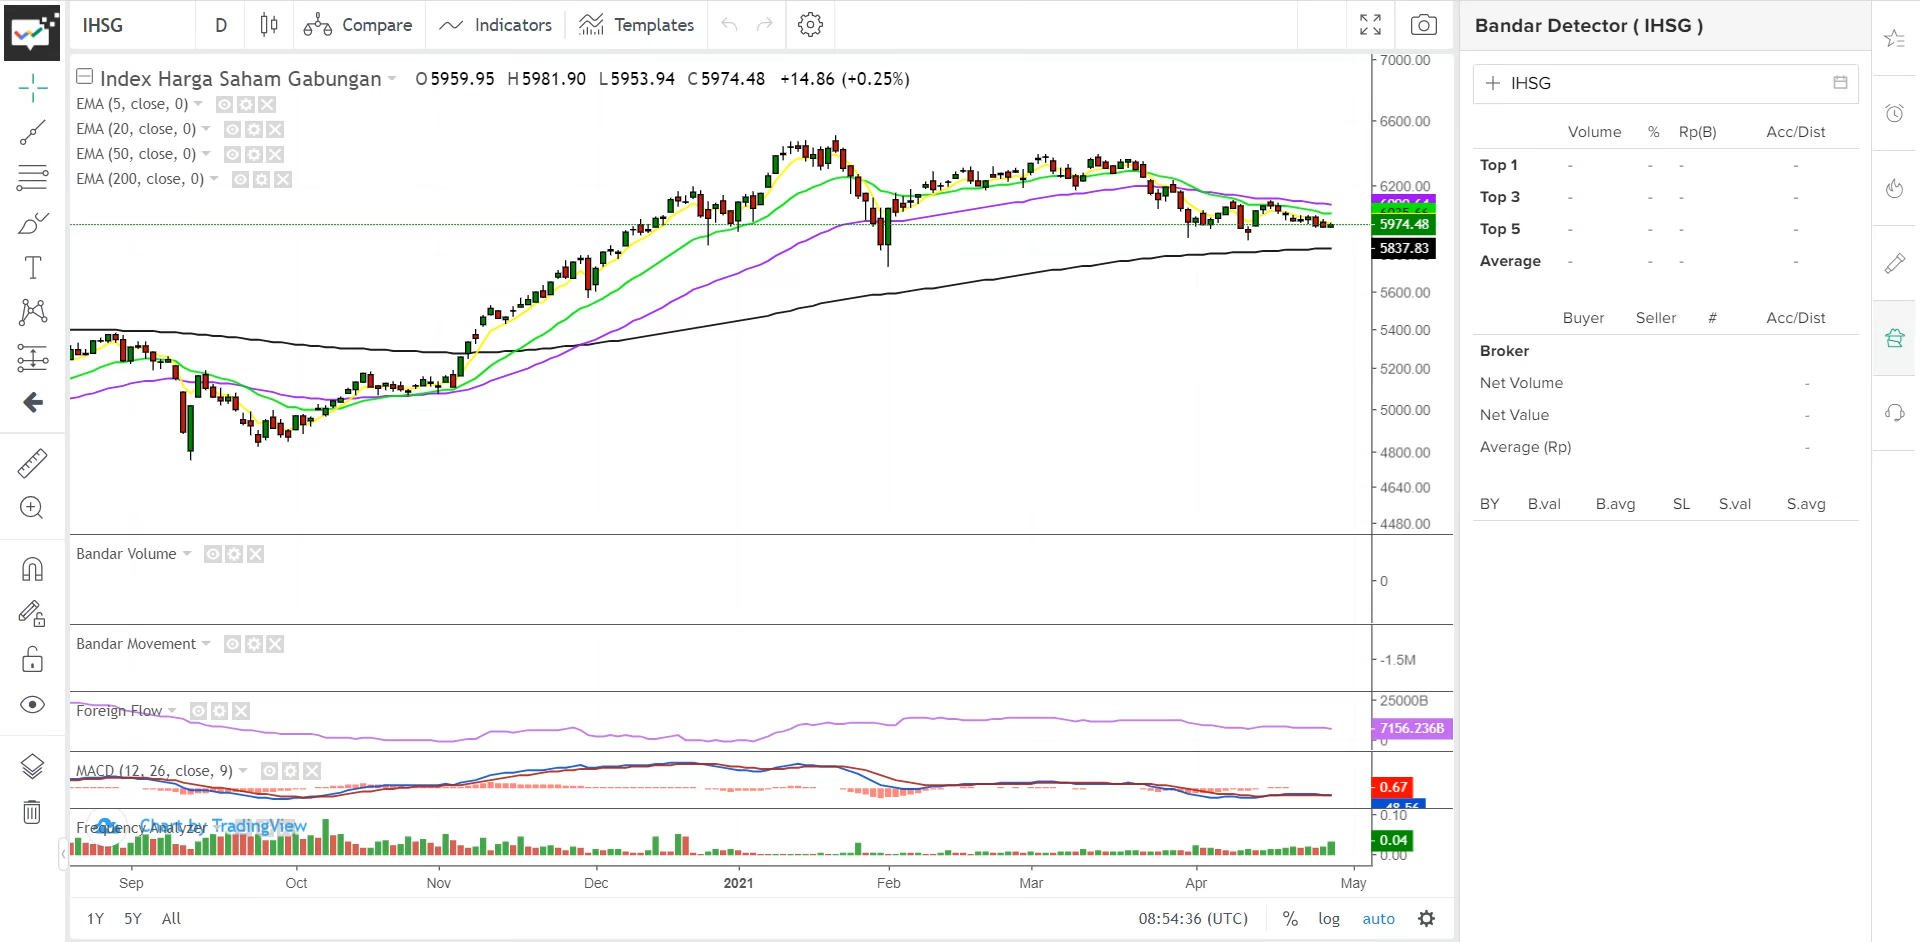 IHSG D Compare Indicators Templates
Index Harga Saham Gabungan O5959.95 H5981.90 L5953.94 C5974.48 +14.86 (+0.25%)
EMA (5, close, 0)
EMA (20, close, 0)
EMA (50, close, 0)
EMA (200, close, 0)
7000.00
6600.00
6200.00
5974.48
5837.83
5600.00
5400.00
5200.00
5000.00
4800.00
4640.00
4480.00
Bandar Volume
0
Bandar Movement
-1.5M
Foreign Flow
25000B
7156.236B
0
MACD (12, 26, close, 9)
0.67
Frequency Analyzer
Chart by TradingView
0.10
0.04
0.00
Sep Oct Nov Dec 2021 Feb Mar Apr May
1Y 5Y All 08:54:36 (UTC) % log auto
Bandar Detector ( IHSG )
IHSG
Volume % Rp(B) Acc/Dist
Top 1 - - - -
Top 3 - - - -
Top 5 - - - -
Average - - - -
Buyer Seller # Acc/Dist
Broker
Net Volume -
Net Value -
Average (Rp) -
BY B.val B.avg SL S.val S.avg